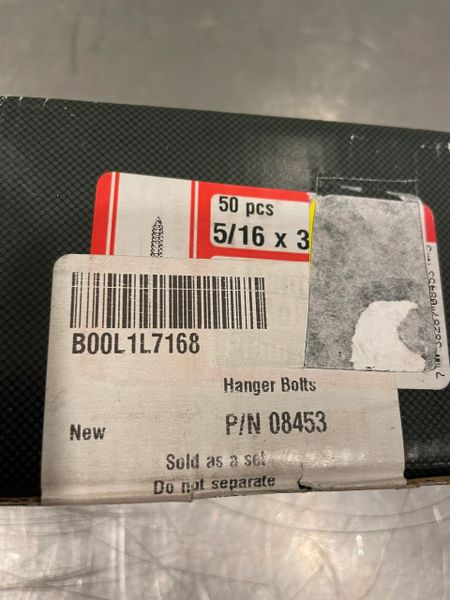 50 pcs
5/16 x 3
B00L1L7168
Hanger Bolts
New
P/N 08453
Sold as a set
Do not separate